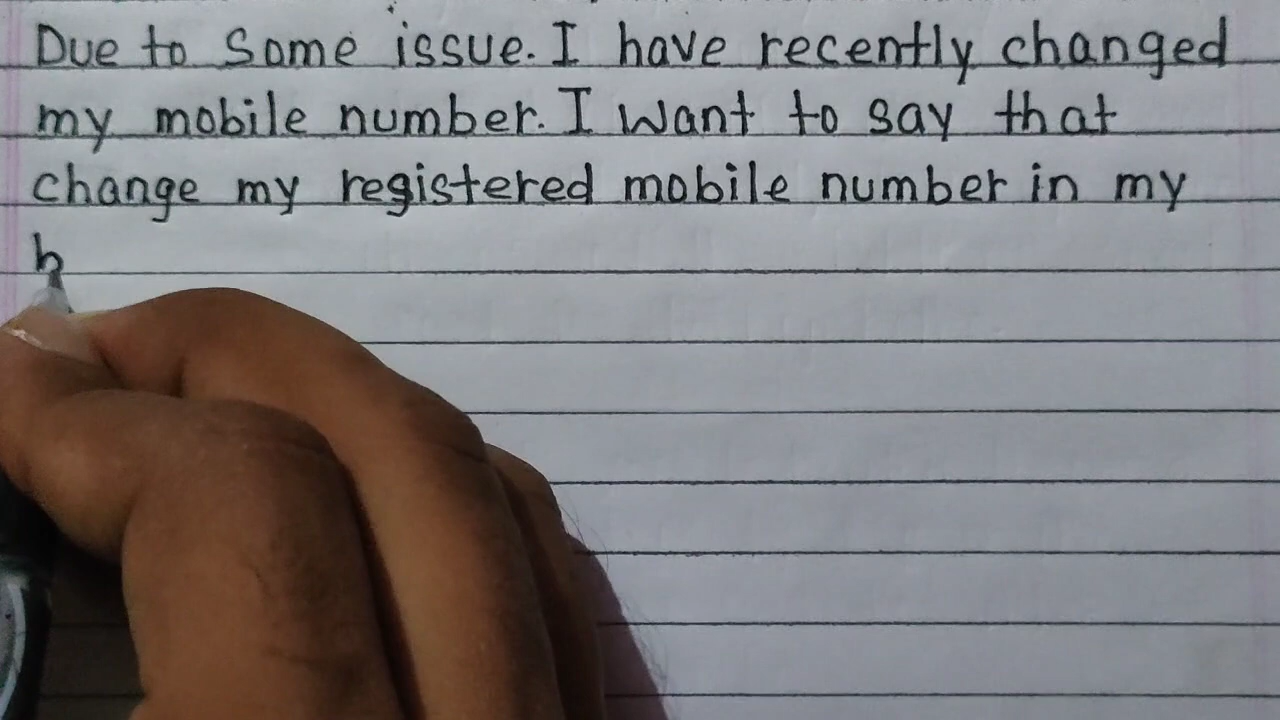 Due to Some issue. I have recently changed
my mobile number. I want to say that
change my registered mobile number in my
b